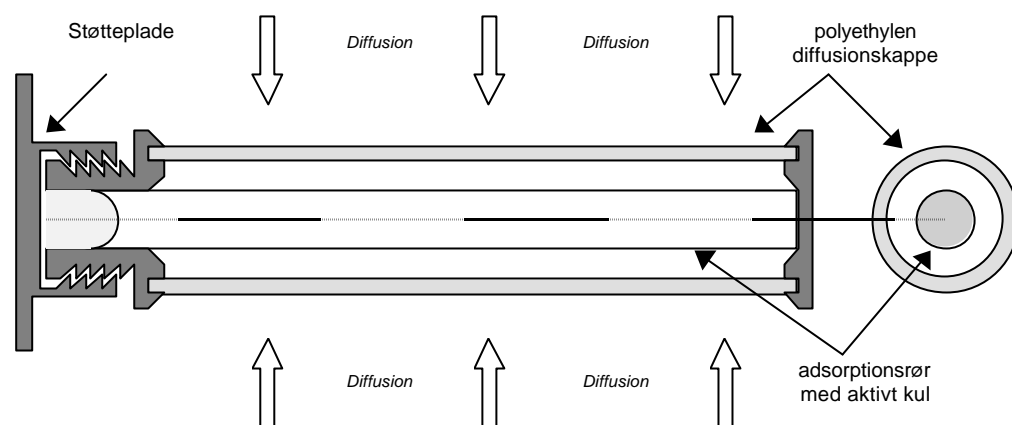 Støtteplade
Diffusion
Diffusion
polyethylen
diffusionskappe
Diffusion
Diffusion
adsorptionsrør
med aktivt kul